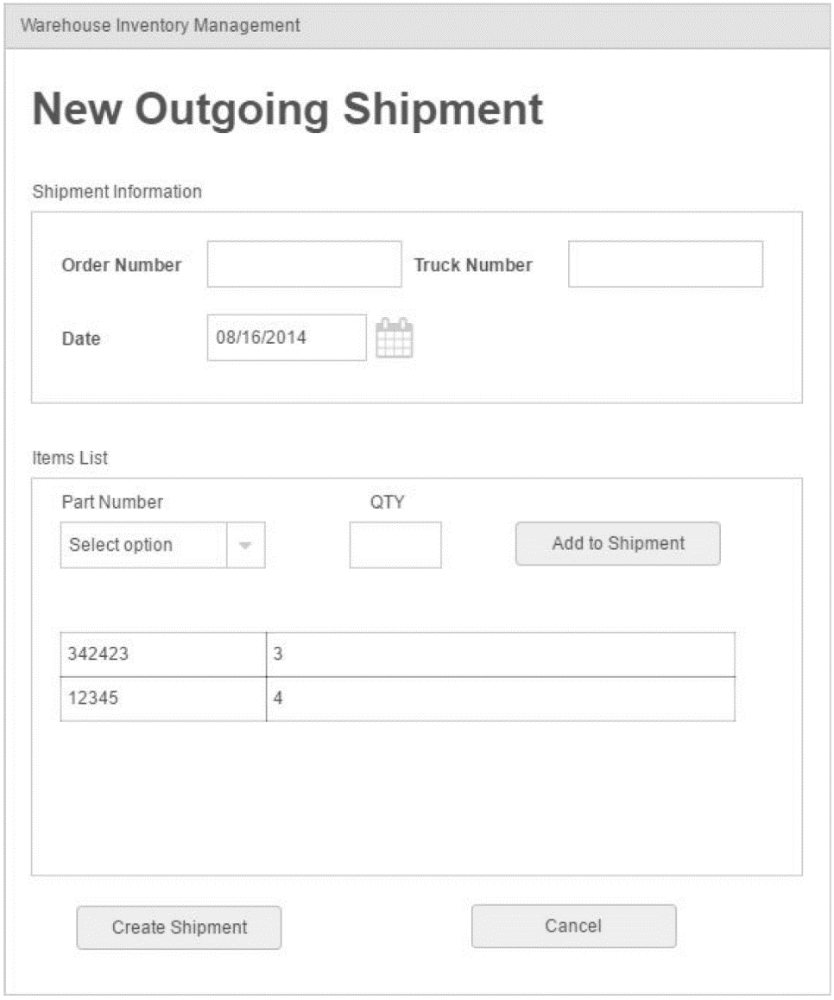 Warehouse Inventory Management
New Outgoing Shipment
Shipment Information
Order Number
Truck Number
Date 08/16/2014
Items List
Part Number QTY
Select option Add to Shipment
342423 3
12345 4
Create Shipment Cancel